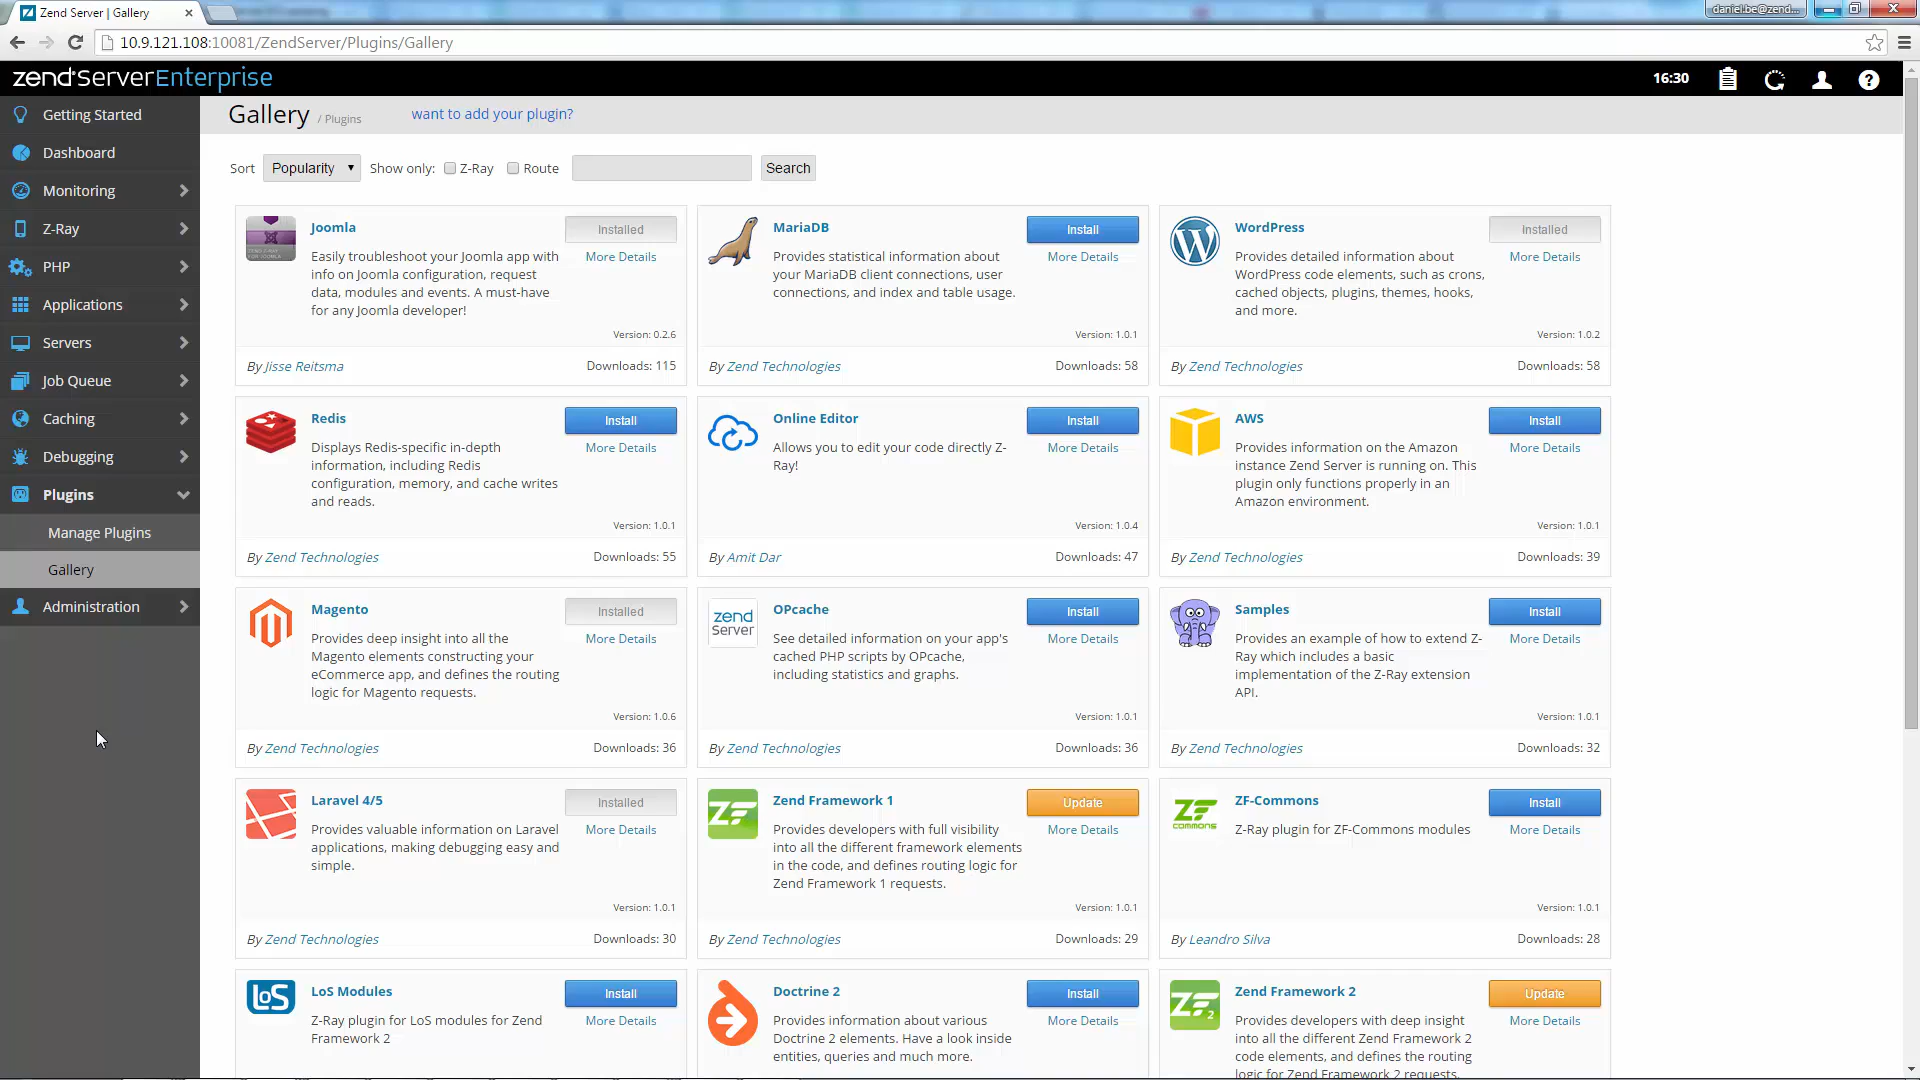 Zend Server | Gallery
daniel.be@zend...
10.9.121.108:10081/ZendServer/Plugins/Gallery
zend Server Enterprise
16:30
Getting Started
Dashboard
Monitoring
Z-Ray
PHP
Applications
Servers
Job Queue
Caching
Debugging
Plugins
Manage Plugins
Gallery
Administration
Gallery / Plugins
want to add your plugin?
Sort Popularity Show only: Z-Ray Route Search
Joomla
Installed
More Details
Easily troubleshoot your Joomla app with
info on Joomla configuration, request
data, modules and events. A must-have
for any Joomla developer!
Version: 0.2.6
By Jisse Reitsma
Downloads: 115
MariaDB
Install
More Details
Provides statistical information about
your MariaDB client connections, user
connections, and index and table usage.
Version: 1.0.1
By Zend Technologies
Downloads: 58
WordPress
Installed
More Details
Provides detailed information about
WordPress code elements, such as crons,
cached objects, plugins, themes, hooks,
and more.
Version: 1.0.2
By Zend Technologies
Downloads: 58
Redis
Install
More Details
Displays Redis-specific in-depth
information, including Redis
configuration, memory, and cache writes
and reads.
Version: 1.0.1
By Zend Technologies
Downloads: 55
Online Editor
Install
More Details
Allows you to edit your code directly Z-
Ray!
Version: 1.0.4
By Amit Dar
Downloads: 47
AWS
Install
More Details
Provides information on the Amazon
instance Zend Server is running on. This
plugin only functions properly in an
Amazon environment.
Version: 1.0.1
By Zend Technologies
Downloads: 39
Magento
Installed
More Details
Provides deep insight into all the
Magento elements constructing your
eCommerce app, and defines the routing
logic for Magento requests.
Version: 1.0.6
By Zend Technologies
Downloads: 36
zend
Server
OPcache
Install
More Details
See detailed information on your app's
cached PHP scripts by OPcache,
including statistics and graphs.
Version: 1.0.1
By Zend Technologies
Downloads: 36
Samples
Install
More Details
Provides an example of how to extend Z-
Ray which includes a basic
implementation of the Z-Ray extension
API.
Version: 1.0.1
By Zend Technologies
Downloads: 32
Laravel 4/5
Installed
More Details
Provides valuable information on Laravel
applications, making debugging easy and
simple.
Version: 1.0.1
By Zend Technologies
Downloads: 30
ZF
Zend Framework 1
Update
More Details
Provides developers with full visibility
into all the different framework elements
in the code, and defines routing logic for
Zend Framework 1 requests.
Version: 1.0.1
By Zend Technologies
Downloads: 29
ZF
COMMONS
ZF-Commons
Install
More Details
Z-Ray plugin for ZF-Commons modules
Version: 1.0.1
By Leandro Silva
Downloads: 28
LoS
LoS Modules
Install
More Details
Z-Ray plugin for LoS modules for Zend
Framework 2
Doctrine 2
Install
More Details
Provides information about various
Doctrine 2 elements. Have a look inside
entities, queries and much more.
ZF 2
Zend Framework 2
Update
More Details
Provides developers with deep insight
into all the different Zend Framework 2
code elements, and defines the routing
logic for Zend Framework 2 requests.